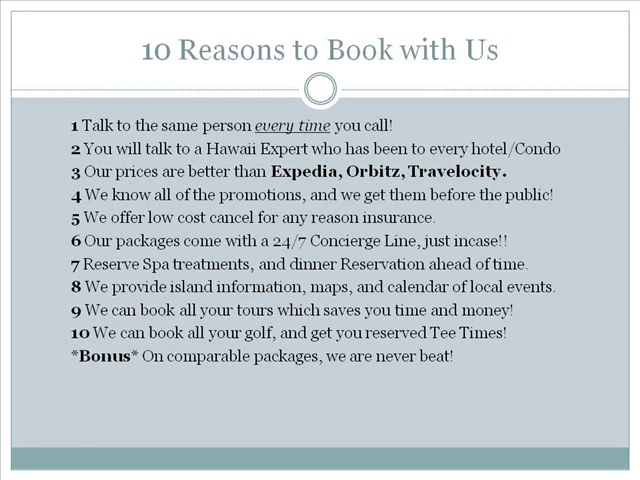 10 Reasons to Book with Us
1 Talk to the same person every time you call!
2 You will talk to a Hawaii Expert who has been to every hotel/Condo
3 Our prices are better than Expedia, Orbitz, Travelocity.
4 We know all of the promotions, and we get them before the public!
5 We offer low cost cancel for any reason insurance.
6 Our packages come with a 24/7 Concierge Line, just incase!!
7 Reserve Spa treatments, and dinner Reservation ahead of time.
8 We provide island information, maps, and calendar of local events.
9 We can book all your tours which saves you time and money!
10 We can book all your golf, and get you reserved Tee Times!
*Bonus* On comparable packages, we are never beat!